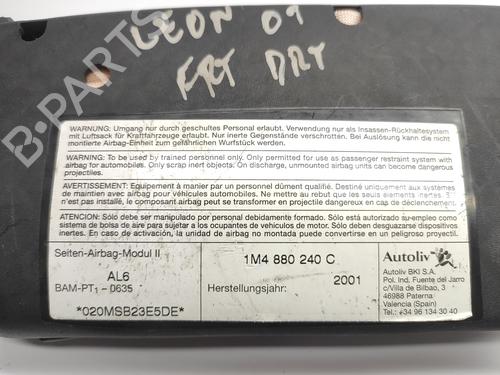 LEON 01
FRT DRT
B-PARTS
WARNUNG: Umgang nur durch geschultes Personal erlaubt. Verwendung nur als Insassen-Rückhaltesystem
mit Luftsack für Kraftfahrzeuge erlaubt. Nur inerte Gegenstände verschrotten. Bei Auslösung kann die nicht
montierte Airbag-Einheit zum gefährlichen Wurfstück werden.
WARNING: To be used by trained personnel only. Only permitted for use as passenger restraint system with
airbag for automobiles. Only scrap inert objects. On discharge, unmounted airbag units can become dangerous
projectiles.
AVERTISSEMENT: Equipement à manier par un personnel dûment qualifié. Destiné uniquement aux systèmes
de maintien avec airbag pour véhicules automobiles. Ne mettre au rebut que des éléments inertes. Non
installé, le composant airbag peut se transformer en projectile dangereux en cas de déclenchement.
ATENCIÓN: Sólo debe ser manipulado por personal debidamente formado. Sólo está autorizado su empleo como
sistema de bolsa de aire para sujeción de ocupantes de vehículos de motor. Sólo deben desguazarse objetos
inertes. En caso de activación, la unidad de airbag no montada puede convertirse en un proyectil peligroso.
Seiten-Airbag-Modul II
AL6
BAM-PT1 - 0635
*020MSB23E5DE*
1M4 880 240 C
Herstellungsjahr: 2001
Autoliv
Autoliv BKI S.A.
Pol. Ind. Fuente del Jarro
c/Villa de Bilbao, 3
46988 Paterna
Valencia (Spain)
Tel.: +34 96 134 30 40